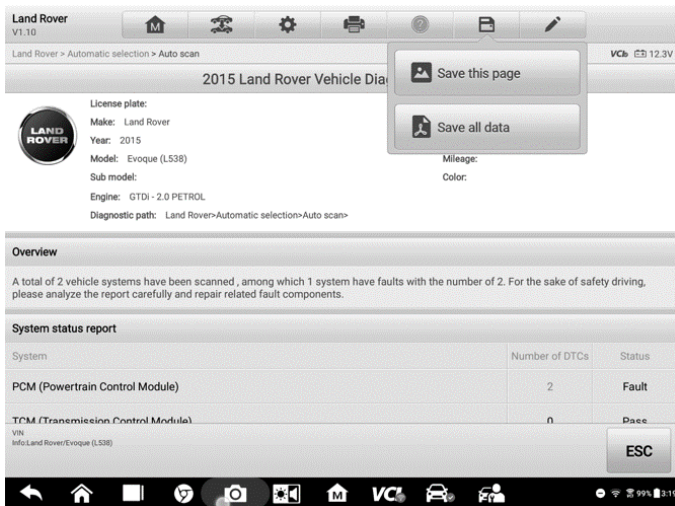 Land Rover
V1.10
M
Land Rover > Automatic selection > Auto scan
VCI 12.3V
2015 Land Rover Vehicle Dia
Save this page
Save all data
License plate:
LAND
ROVER
Make: Land Rover
Year: 2015
Model: Evoque (L538)
Mileage:
Sub model:
Color:
Engine: GTDi - 2.0 PETROL
Diagnostic path: Land Rover>Automatic selection>Auto scan>
Overview
A total of 2 vehicle systems have been scanned , among which 1 system have faults with the number of 2. For the sake of safety driving,
please analyze the report carefully and repair related fault components.
System status report
System Number of DTCs Status
PCM (Powertrain Control Module) 2 Fault
TCM (Transmission Control Module) 0 Pass
VIN
Info:Land Rover/Evoque (L538)
ESC
M
VCI
99% 3:19